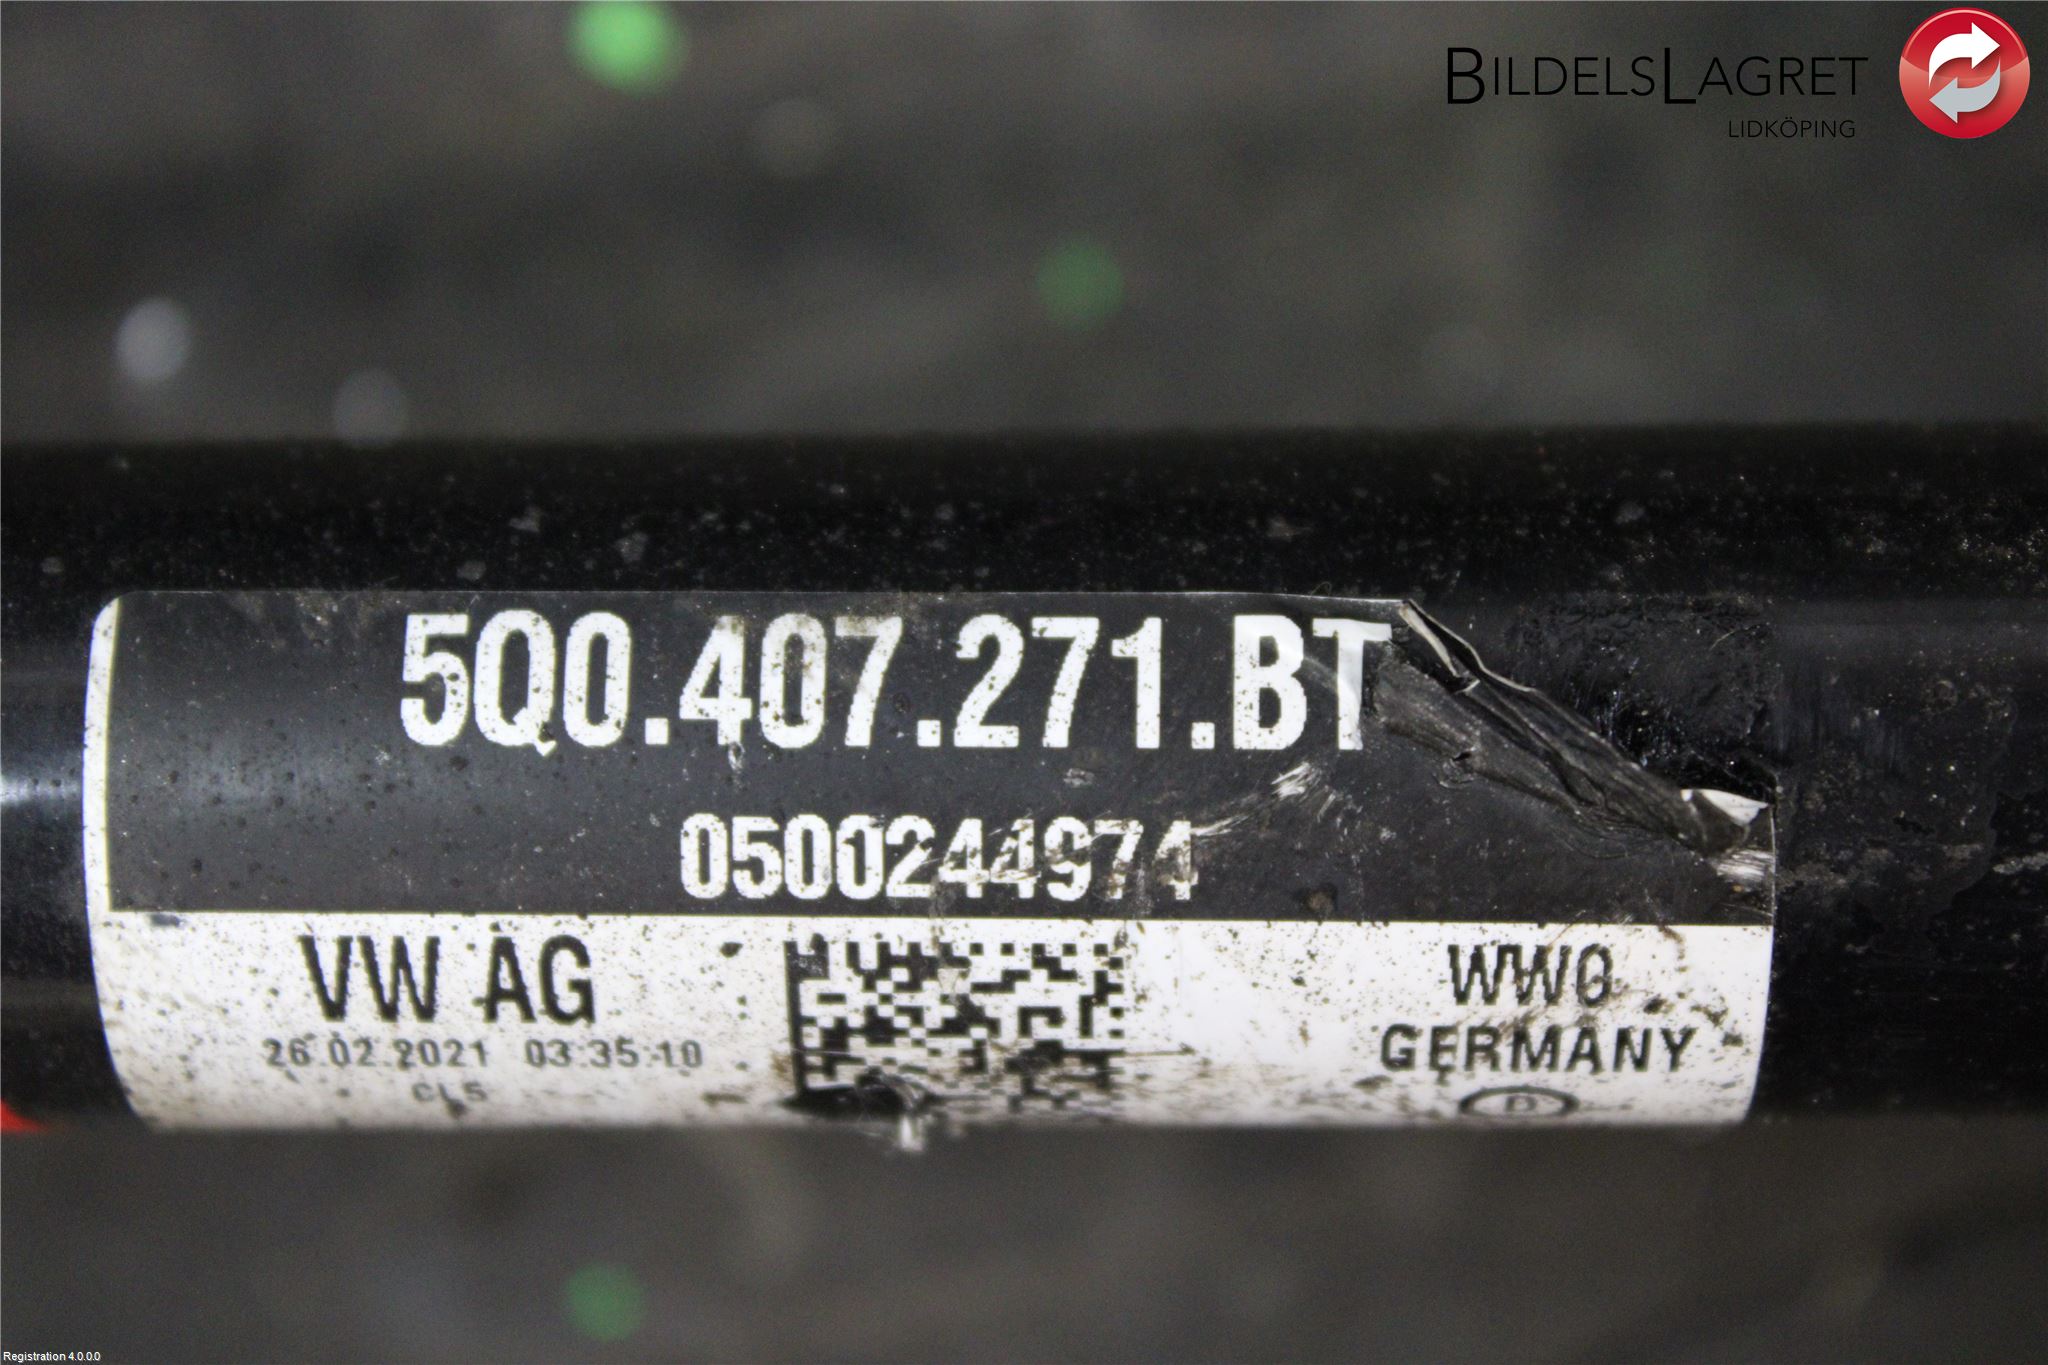 BILDELSLAGRET
LIDKÖPING
5Q0.407.271.BT
0500244974
VW AG
26.02.2021 03:35:10
CL5
WWG
GERMANY
D
Registration 4.0.0.0